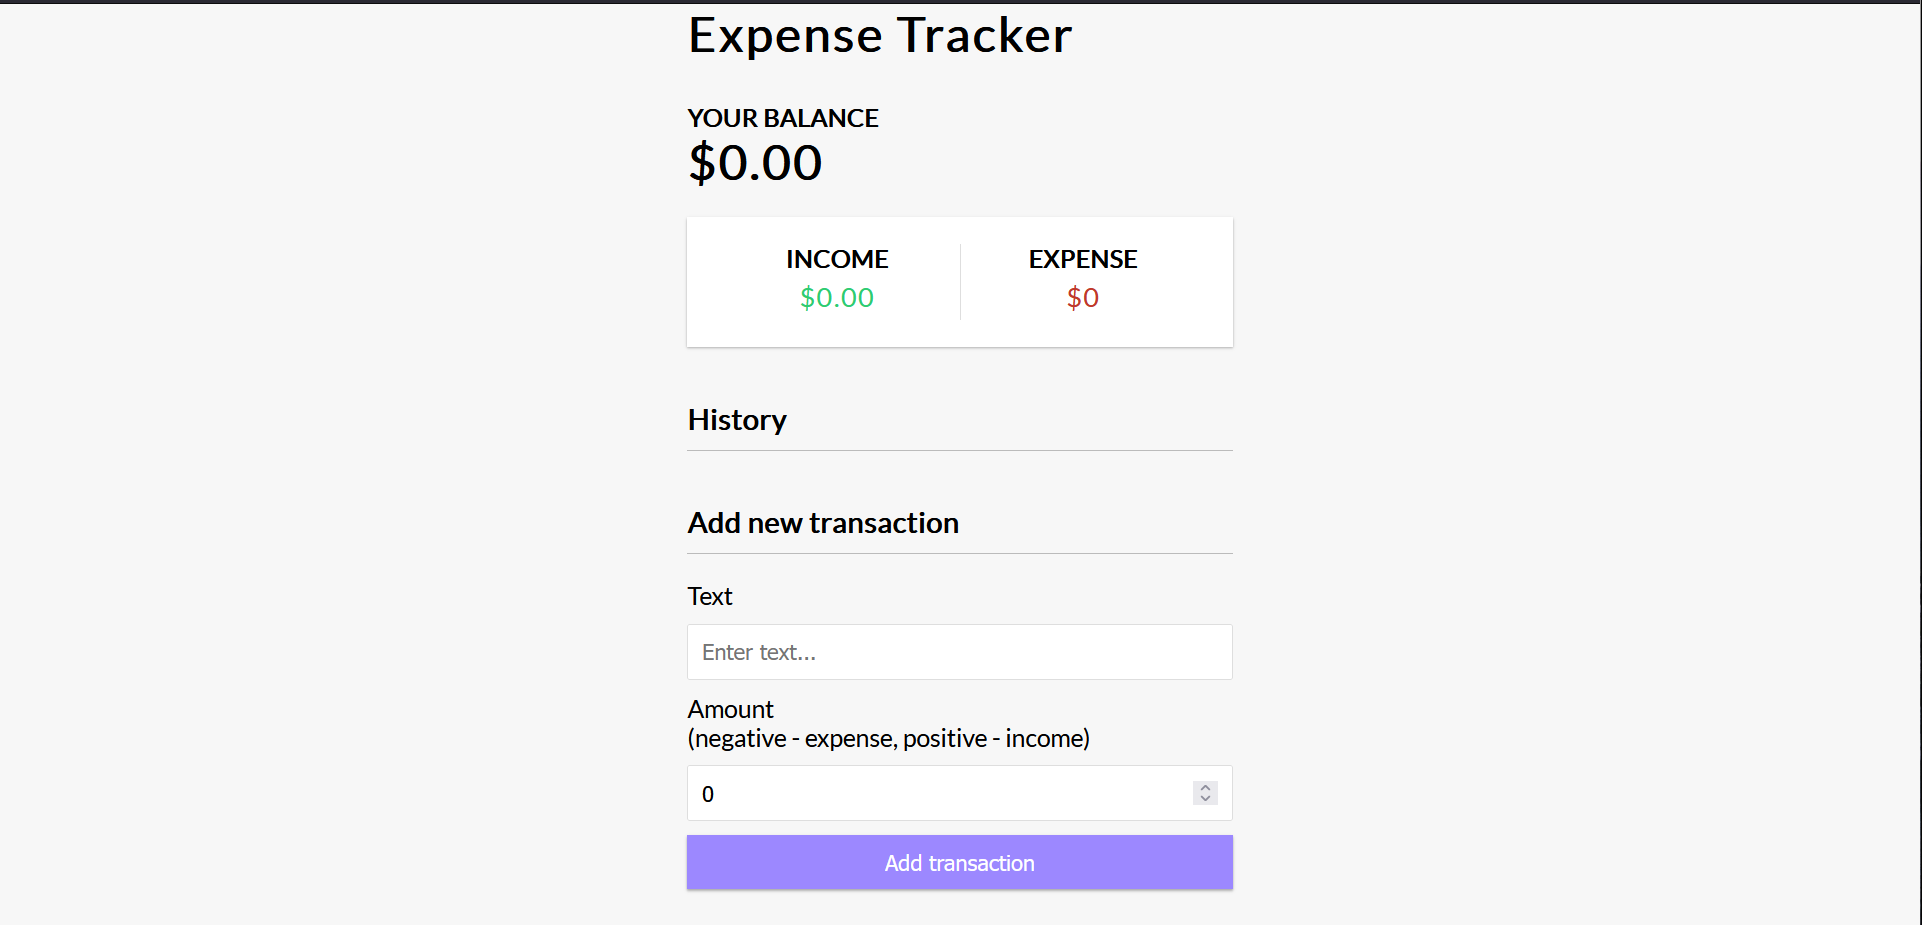 Expense Tracker
YOUR BALANCE
$0.00
INCOME EXPENSE
$0.00 $0
History
Add new transaction
Text
Enter text...
Amount
(negative - expense, positive - income)
0
Add transaction